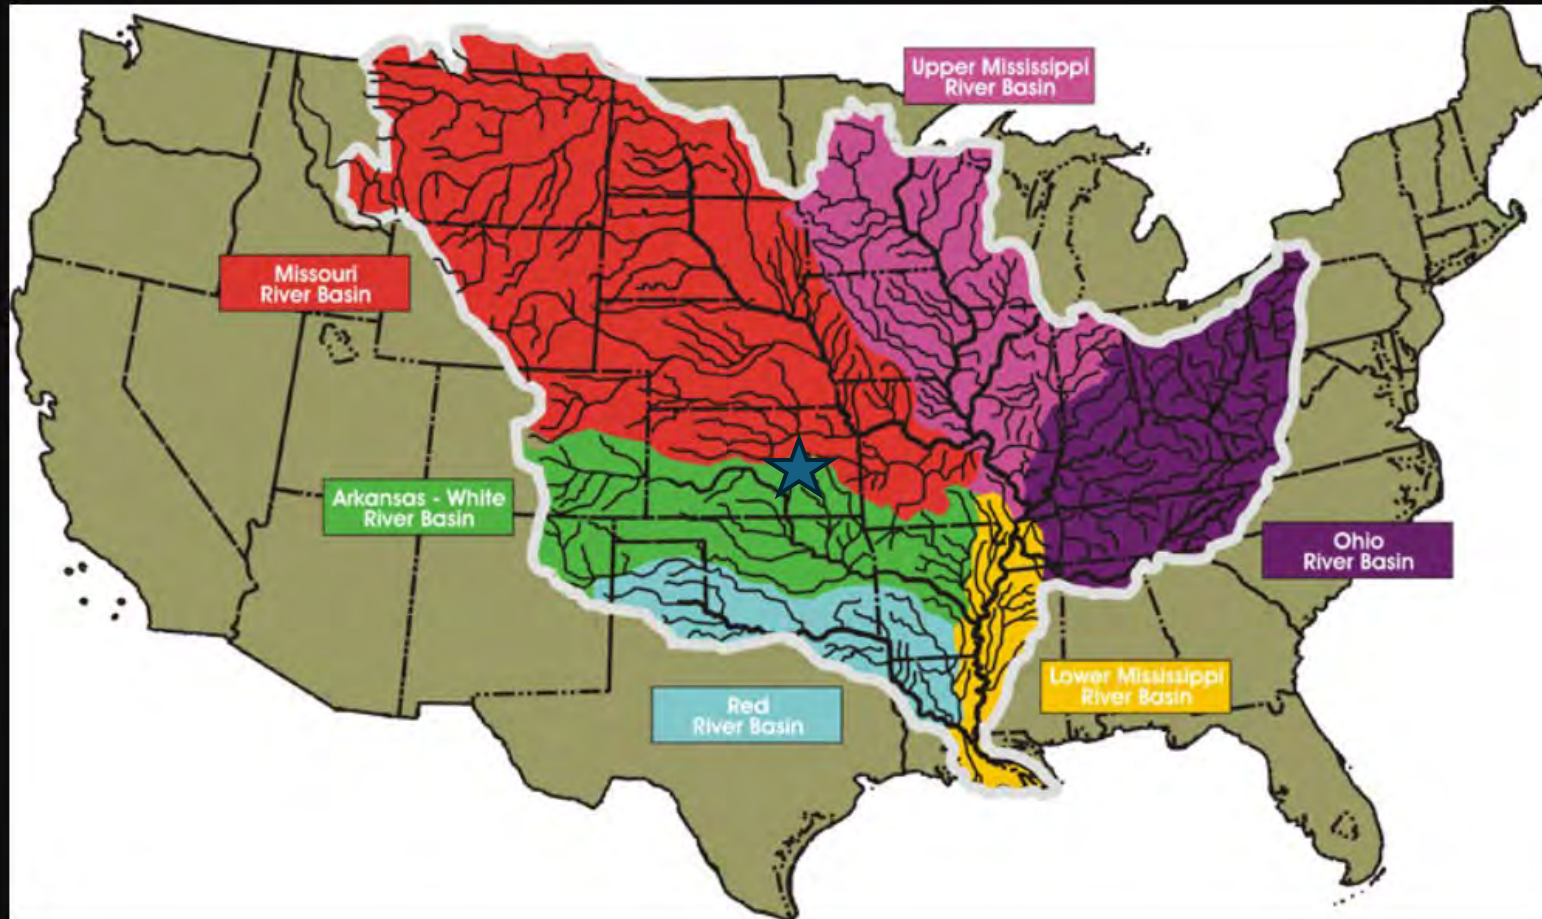 Upper Mississippi
River Basin
Missouri
River Basin
Arkansas - White
River Basin
Ohio
River Basin
Lower Mississippi
River Basin
Red
River Basin